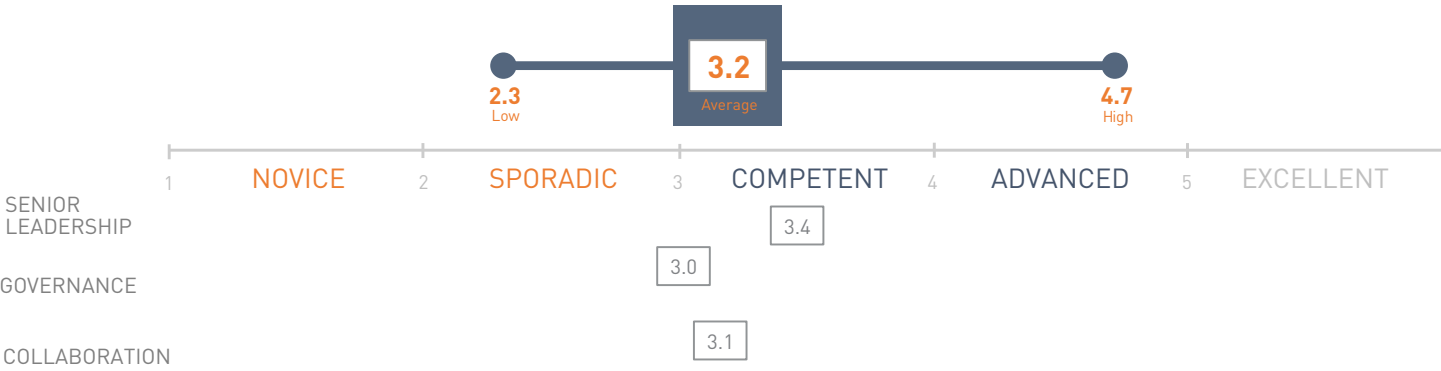 3.2
Average
2.3
Low
4.7
High
1 NOVICE 2 SPORADIC 3 COMPETENT 4 ADVANCED 5 EXCELLENT
SENIOR
LEADERSHIP
3.4
3.0
GOVERNANCE
3.1
COLLABORATION